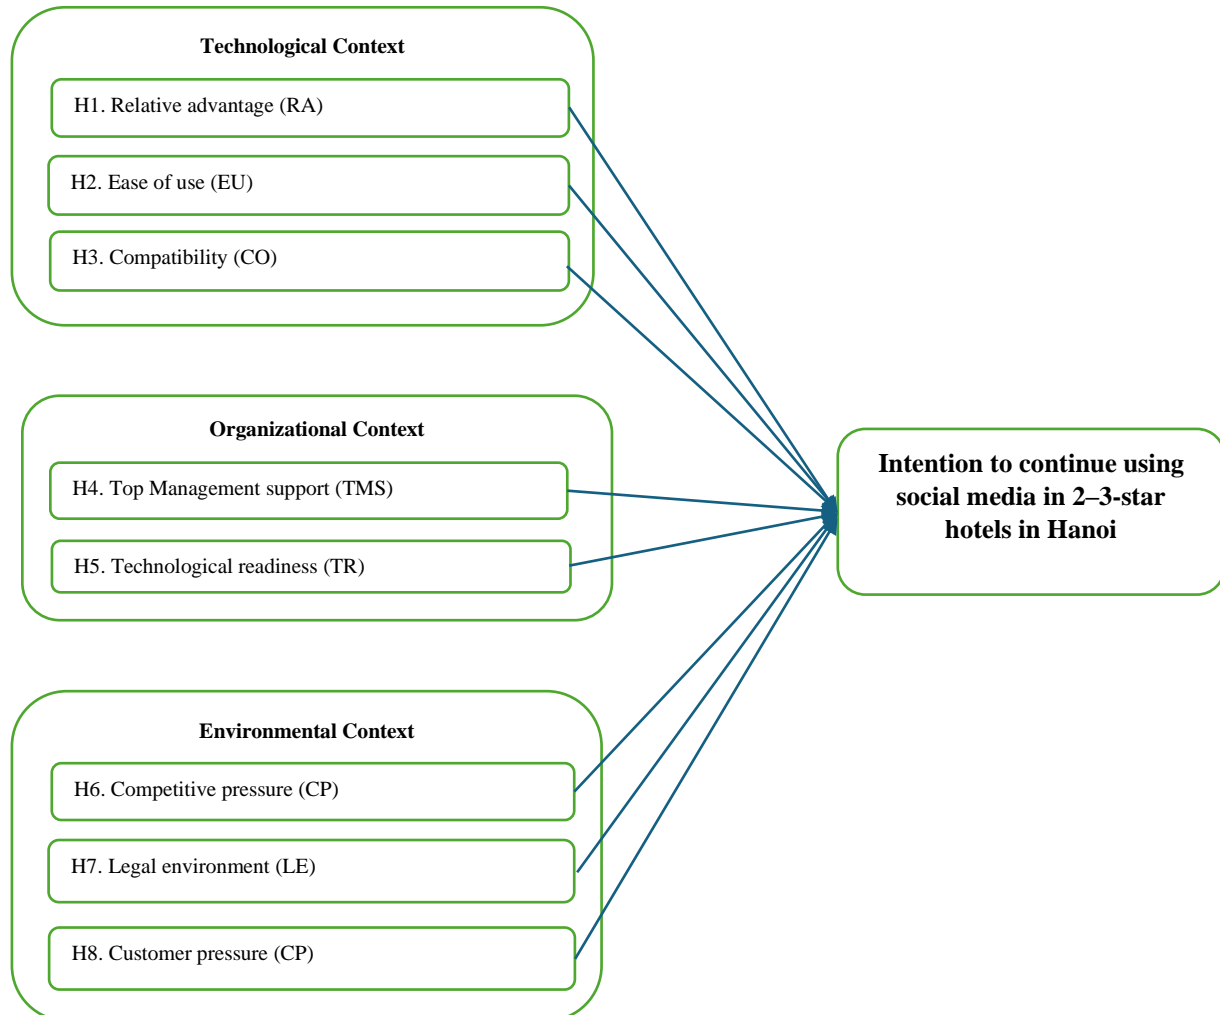 Technological Context
H1. Relative advantage (RA)
H2. Ease of use (EU)
H3. Compatibility (CO)
Organizational Context
H4. Top Management support (TMS)
H5. Technological readiness (TR)
Intention to continue using
social media in 2–3-star
hotels in Hanoi
Environmental Context
H6. Competitive pressure (CP)
H7. Legal environment (LE)
H8. Customer pressure (CP)